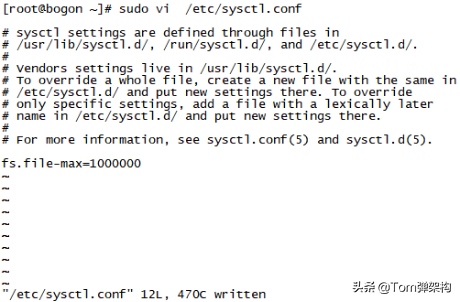 [root@bogon ~]# sudo vi  /etc/sysctl.conf
# sysctl settings are defined through files in
# /usr/lib/sysctl.d/, /run/sysctl.d/, and /etc/sysctl.d/.
#
# Vendors settings live in /usr/lib/sysctl.d/.
# To override a whole file, create a new file with the same in
# /etc/sysctl.d/ and put new settings there. To override
# only specific settings, add a file with a lexically later
# name in /etc/sysctl.d/ and put new settings there.
#
# For more information, see sysctl.conf(5) and sysctl.d(5).
fs.file-max=1000000
~
~
~
~
~
~
~
~
~
~
"/etc/sysctl.conf" 12L, 470C written
头条 @Tom弹架构